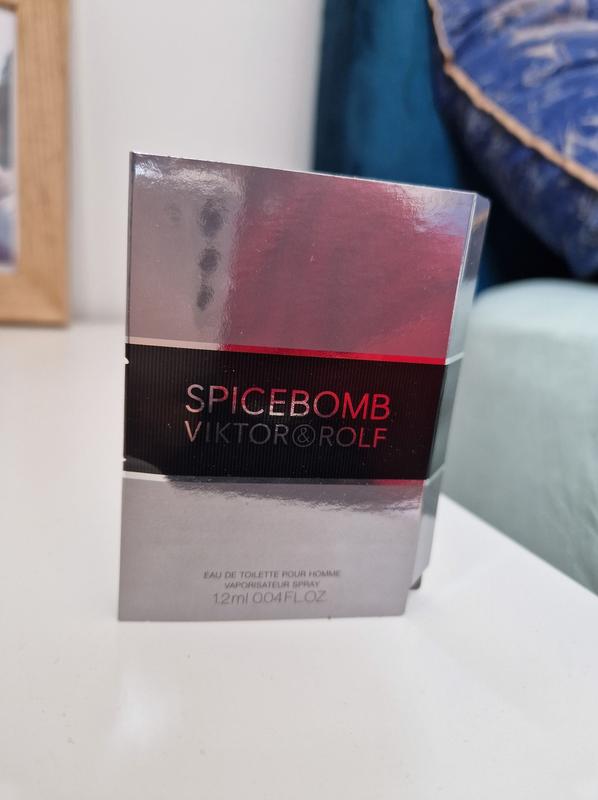 SPICEBOMB
VIKTOR&ROLF
EAU DE TOILETTE POUR HOMME
VAPORISATEUR SPRAY
1.2ml 0.04FL.OZ.